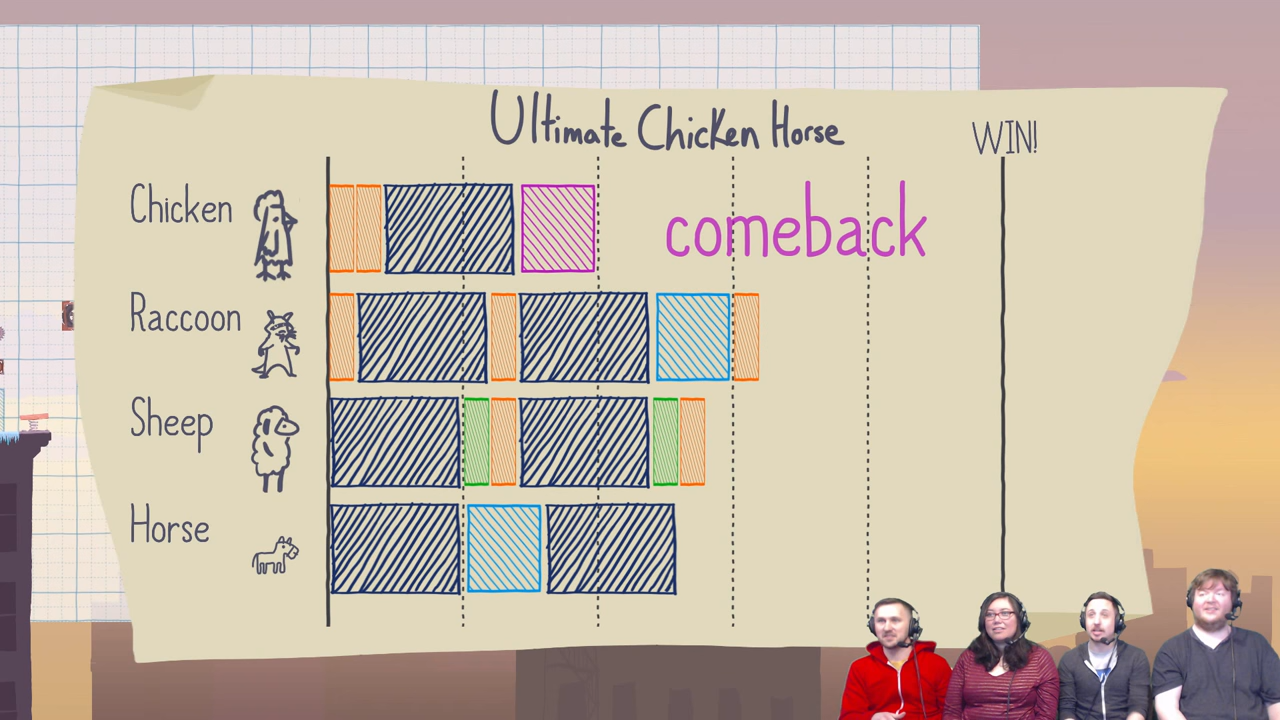 Ultimate Chicken Horse
WIN!
Chicken
comeback
Raccoon
Sheep
Horse